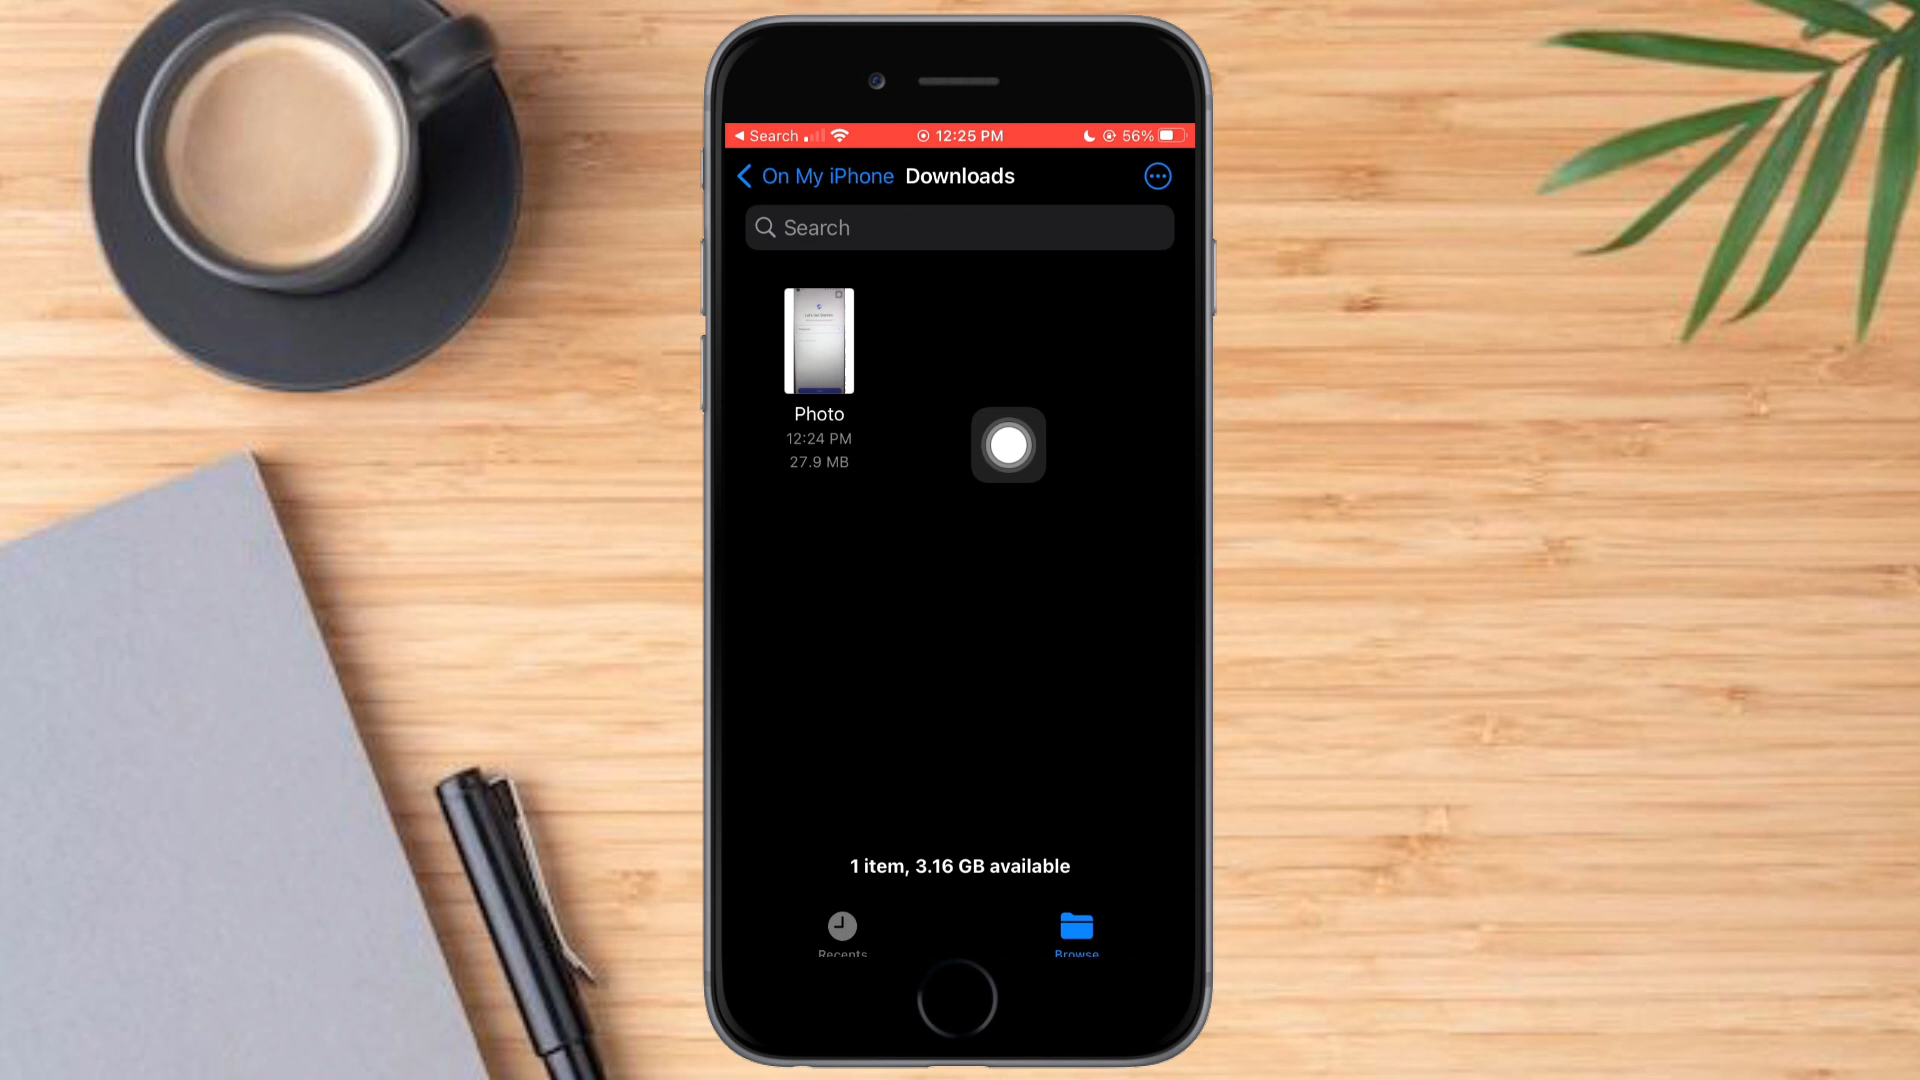 Search 12:25 PM 56%
On My iPhone Downloads
Search
Photo
12:24 PM
27.9 MB
1 item, 3.16 GB available
Recents Browse